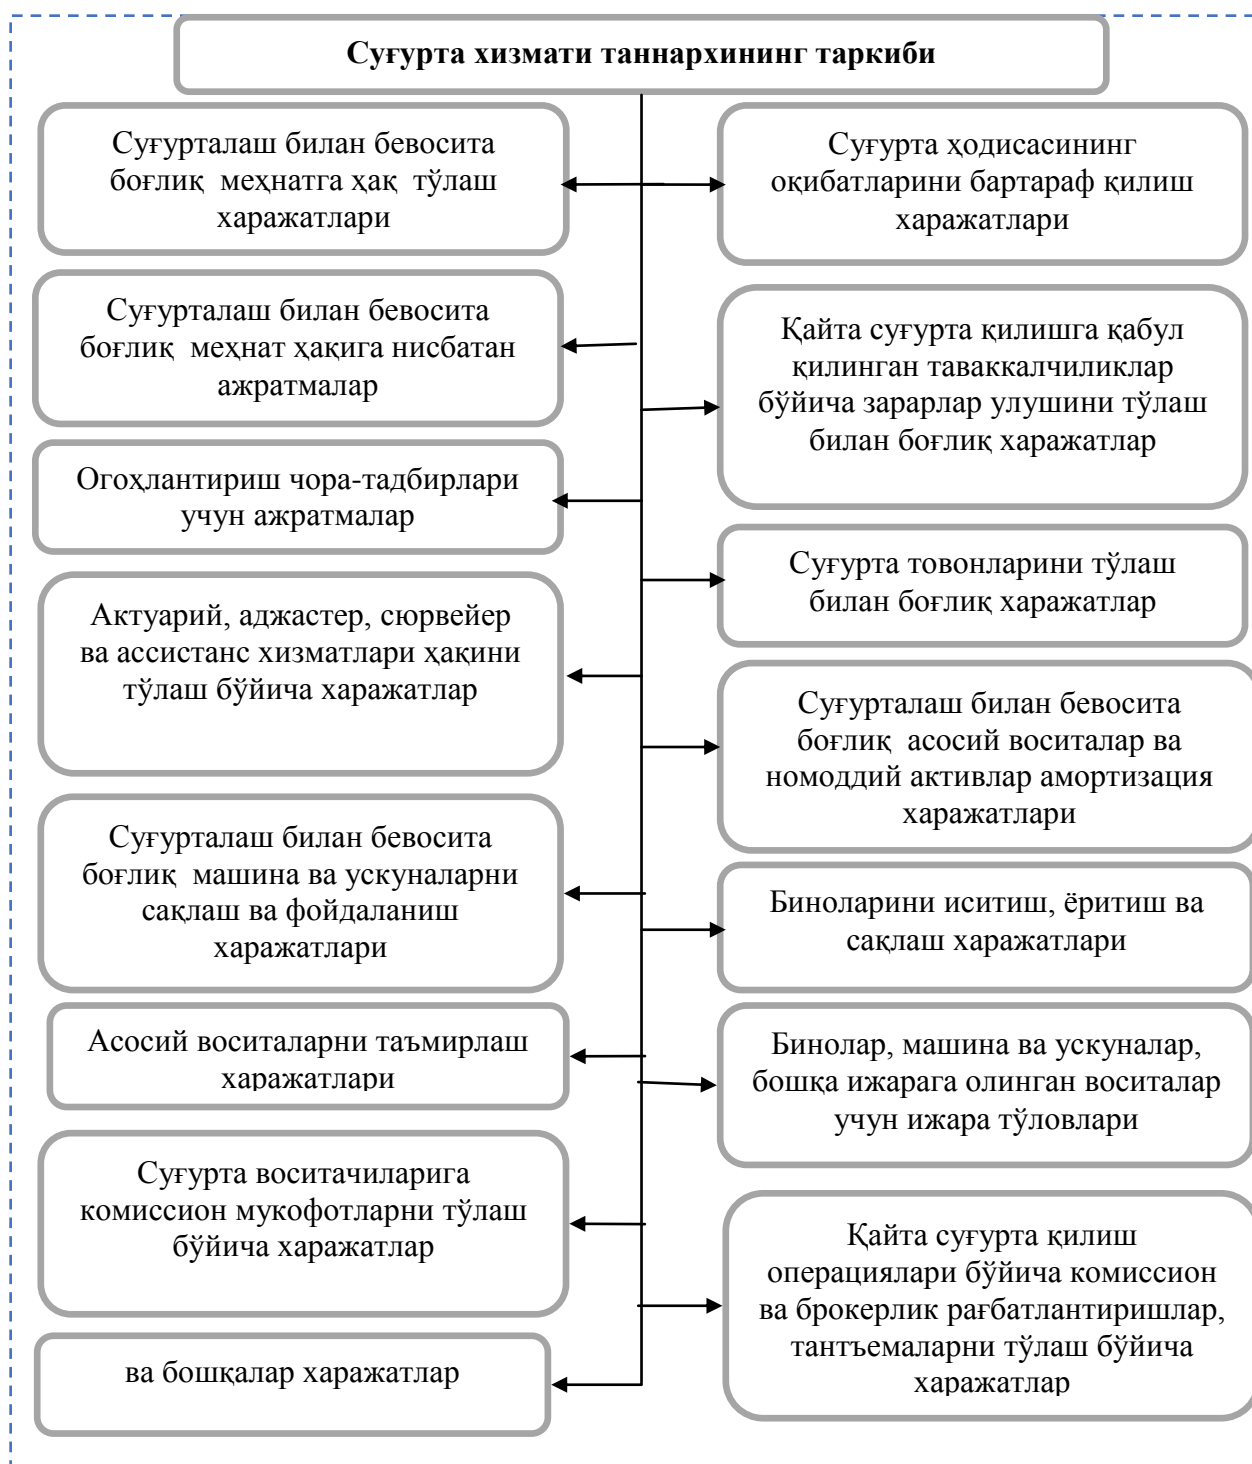 Суғурта хизмати таннархининг таркиби
Суғурталаш билан бевосита
боғлиқ меҳнатга ҳақ тўлаш
харажатлари
Суғурта ҳодисасининг
оқибатларини бартараф қилиш
харажатлари
Суғурталаш билан бевосита
боғлиқ меҳнат ҳақига нисбатан
ажратмалар
Қайта суғурта қилишга қабул
қилинган таваккалчиликлар
бўйича зарарлар улушини тўлаш
билан боғлиқ харажатлар
Огоҳлантириш чора-тадбирлари
учун ажратмалар
Суғурта товонларини тўлаш
билан боғлиқ харажатлар
Актуарий, аджастер, сюрвейер
ва ассистанс хизматлари ҳақини
тўлаш бўйича харажатлар
Суғурталаш билан бевосита
боғлиқ асосий воситалар ва
номоддий активлар амортизация
харажатлари
Суғурталаш билан бевосита
боғлиқ машина ва ускуналарни
сақлаш ва фойдаланиш
харажатлари
Биноларини иситиш, ёритиш ва
сақлаш харажатлари
Асосий воситаларни таъмирлаш
харажатлари
Бинолар, машина ва ускуналар,
бошқа ижарага олинган воситалар
учун ижара тўловлари
Суғурта воситачиларига
комиссион мукофотларни тўлаш
бўйича харажатлар
Қайта суғурта қилиш
операциялари бўйича комиссион
ва брокерлик рағбатлантиришлар,
тантъемаларни тўлаш бўйича
харажатлар
ва бошқалар харажатлар